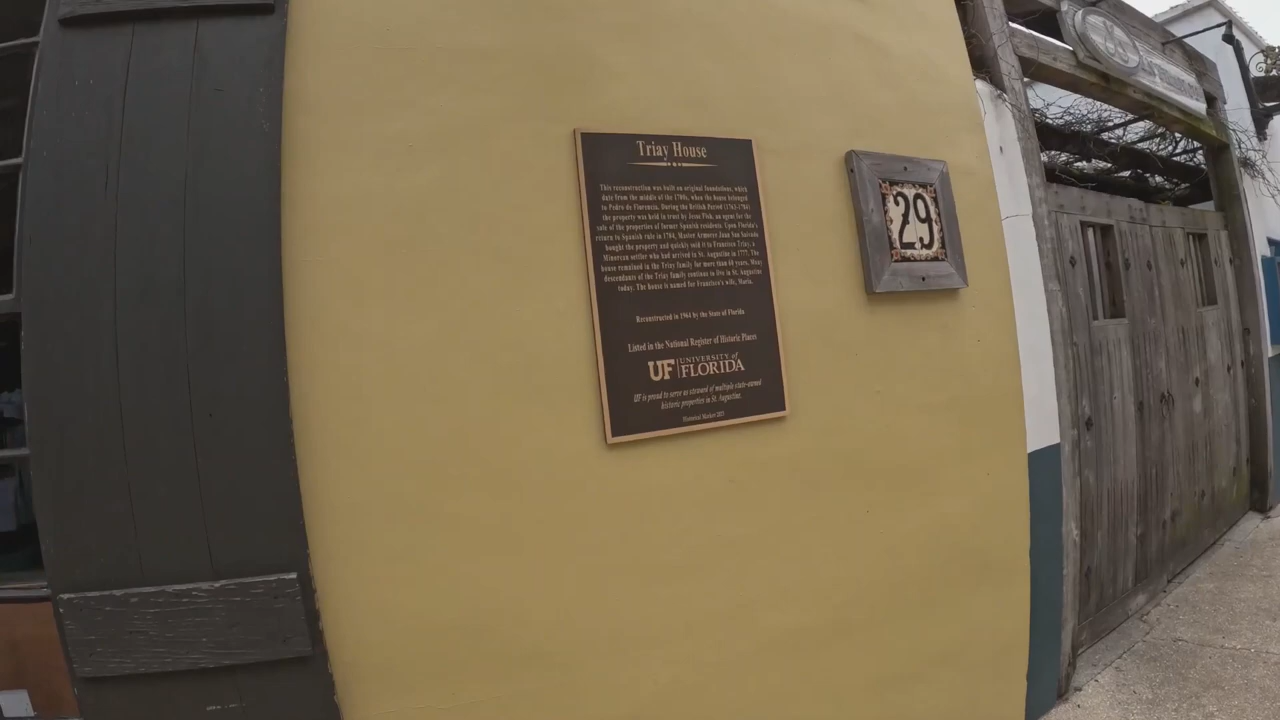 Triay House
This reconstruction was built on original foundations, which
date from the middle of the 1700s, when the house belonged
to Pedro de Florencia. During the British Period (1763-1784)
the property was held in trust by Jesse Fish, an agent for the
sale of the properties of former Spanish residents. Upon Florida's
return to Spanish rule in 1784, Master Armorer Juan San Salvado
bought the property and quickly sold it to Francisco Triay, a
Minorcan settler who had arrived in St. Augustine in 1777. The
house remained in the Triay family for more than 60 years. Many
descendants of the Triay family continue to live in St. Augustine
today. The house is named for Francisco's wife, Maria.
Reconstructed in 1964 by the State of Florida
Listed in the National Register of Historic Places
UF UNIVERSITY of
FLORIDA
UF is proud to serve as steward of multiple state-owned
historic properties in St. Augustine.
Historical Marker 2021
29